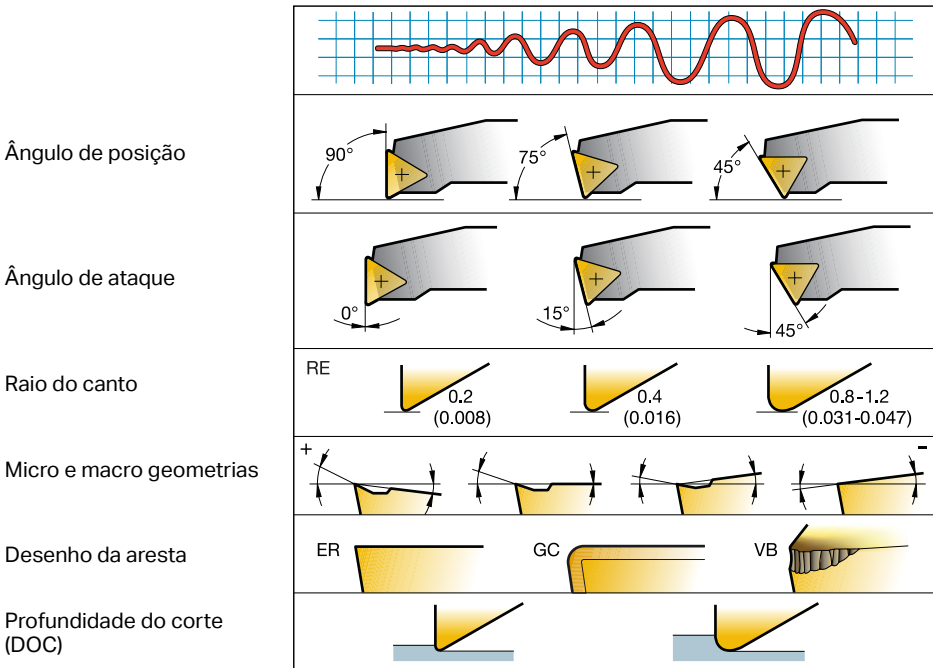 Ângulo de posição
90°
75°
45°
Ângulo de ataque
0°
15°
45°
Raio do canto
RE
0.2
(0.008)
0.4
(0.016)
0.8-1.2
(0.031-0.047)
Micro e macro geometrias
+
-
Desenho da aresta
ER
GC
VB
Profundidade do corte
(DOC)